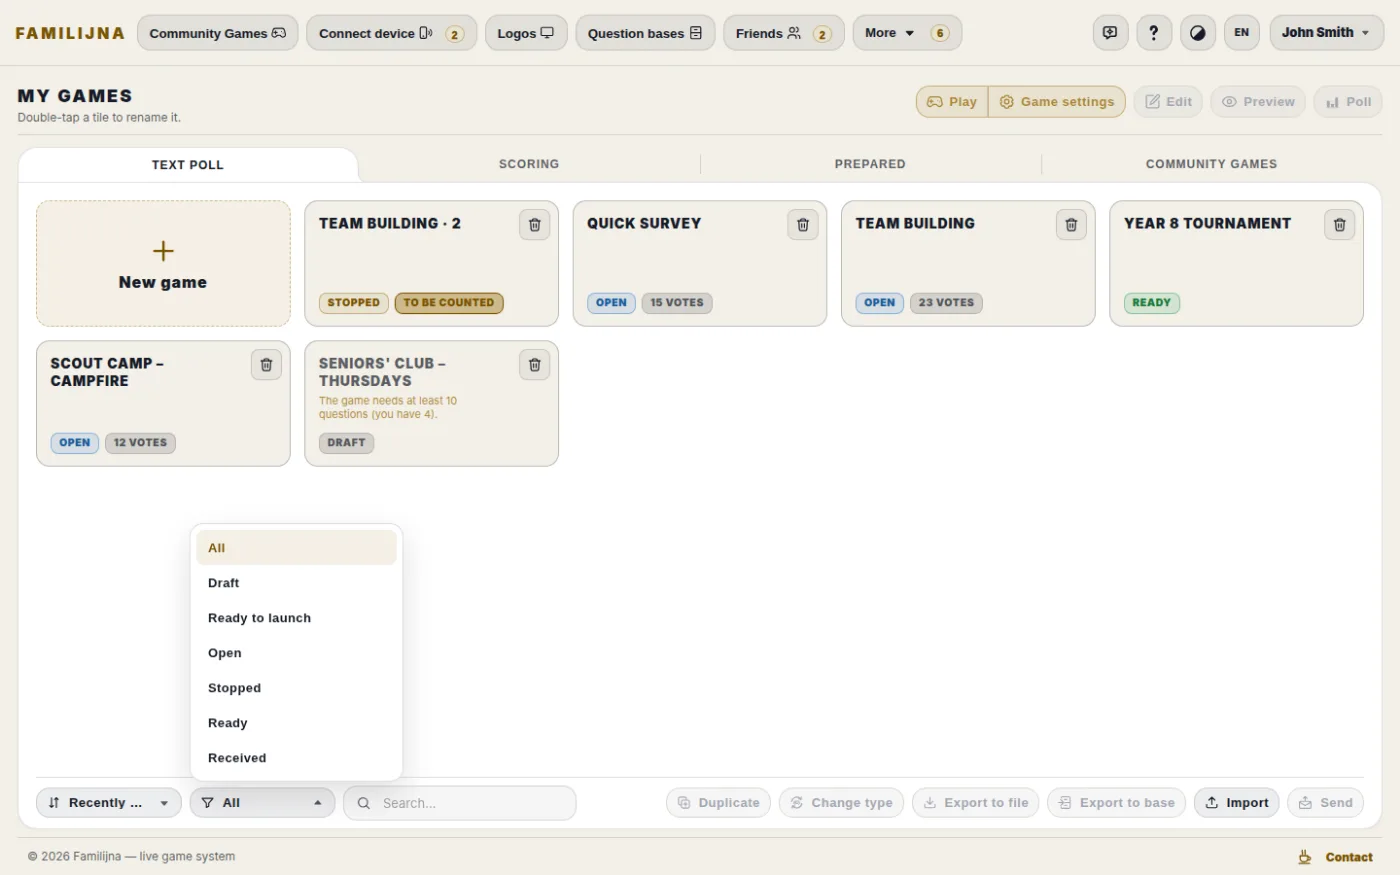 FAMILIJNA
Community Games
Connect device 2
Logos
Question bases
Friends 2
More 6
?
EN
John Smith
MY GAMES
Double-tap a tile to rename it.
Play
Game settings
Edit
Preview
Poll
TEXT POLL
SCORING
PREPARED
COMMUNITY GAMES
New game
TEAM BUILDING · 2
STOPPED
TO BE COUNTED
QUICK SURVEY
OPEN
15 VOTES
TEAM BUILDING
OPEN
23 VOTES
YEAR 8 TOURNAMENT
READY
SCOUT CAMP –
CAMPFIRE
OPEN
12 VOTES
SENIORS' CLUB –
THURSDAYS
The game needs at least 10
questions (you have 4).
DRAFT
All
Draft
Ready to launch
Open
Stopped
Ready
Received
Recently ...
All
Search...
Duplicate
Change type
Export to file
Export to base
Import
Send
© 2026 Familijna — live game system
Contact